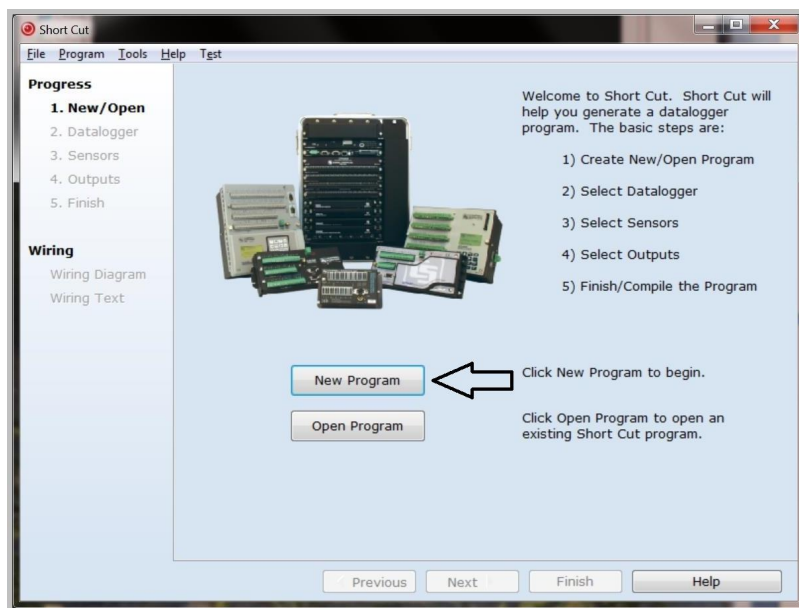 Short Cut
File Program Tools Help Test
Progress
1. New/Open
2. Datalogger
3. Sensors
4. Outputs
5. Finish
Wiring
Wiring Diagram
Wiring Text
Welcome to Short Cut. Short Cut will
help you generate a datalogger
program. The basic steps are:
1) Create New/Open Program
2) Select Datalogger
3) Select Sensors
4) Select Outputs
5) Finish/Compile the Program
New Program
Click New Program to begin.
Open Program
Click Open Program to open an
existing Short Cut program.
Previous Next Finish Help